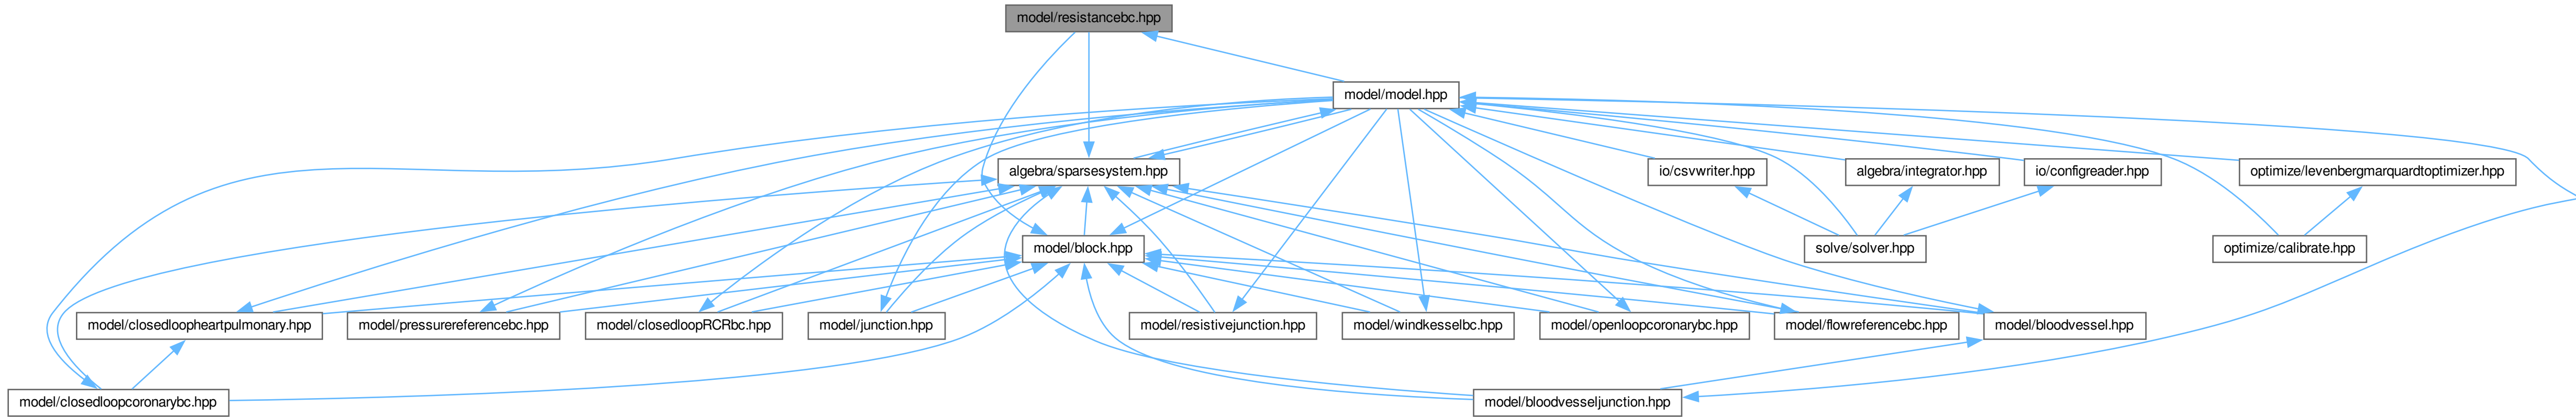 model/resistancebc.hpp
model/model.hpp
algebra/sparsesystem.hpp
io/csvwriter.hpp
algebra/integrator.hpp
io/configreader.hpp
optimize/levenbergmarquardtoptimizer.hpp
model/block.hpp
solve/solver.hpp
optimize/calibrate.hpp
model/closedloopheartpulmonary.hpp
model/pressurereferencebc.hpp
model/closedloopRCRbc.hpp
model/junction.hpp
model/resistivejunction.hpp
model/windkesselbc.hpp
model/openloopcoronarybc.hpp
model/flowreferencebc.hpp
model/bloodvessel.hpp
model/closedloopcoronarybc.hpp
model/bloodvesseljunction.hpp